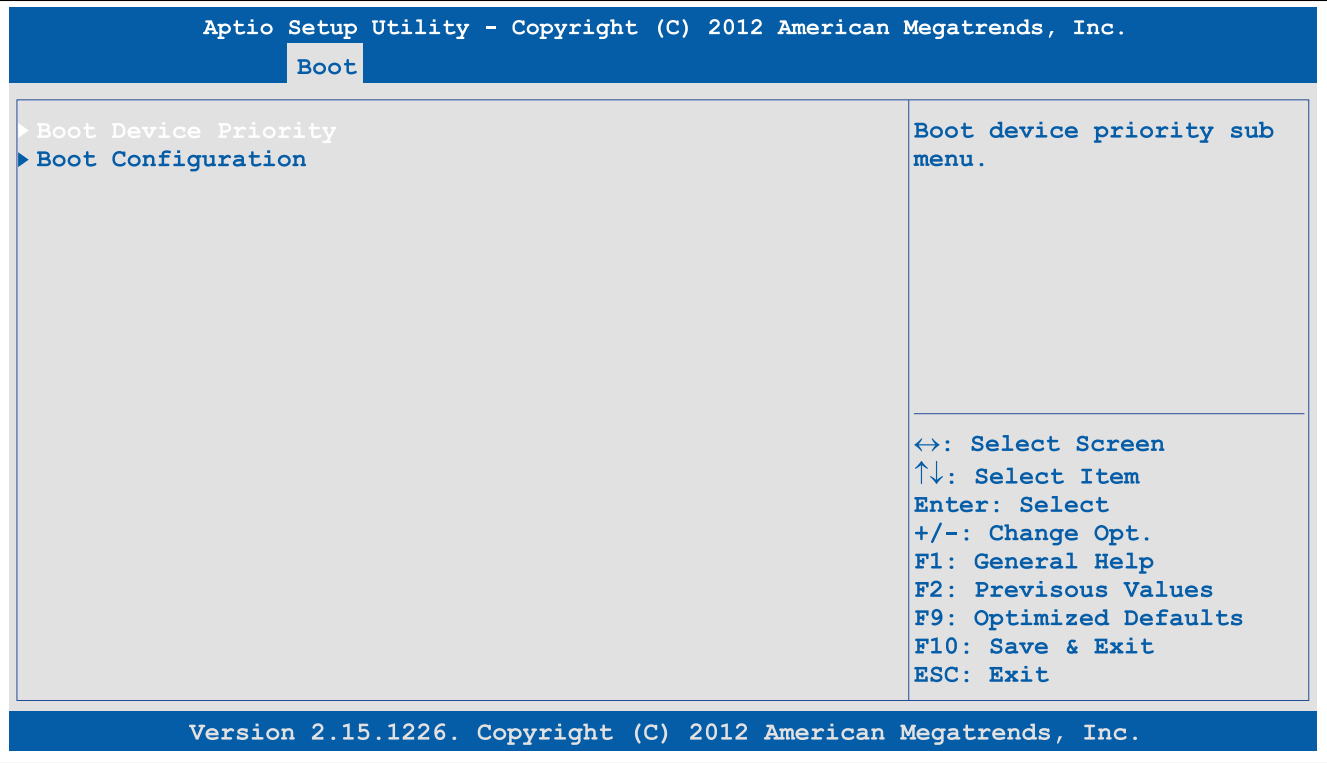 Aptio Setup Utility - Copyright (C) 2012 American Megatrends, Inc.
Boot
Boot Device Priority
Boot Configuration
Boot device priority sub
menu.
↔: Select Screen
↑↓: Select Item
Enter: Select
+/-: Change Opt.
F1: General Help
F2: Previsous Values
F9: Optimized Defaults
F10: Save & Exit
ESC: Exit
Version 2.15.1226. Copyright (C) 2012 American Megatrends, Inc.